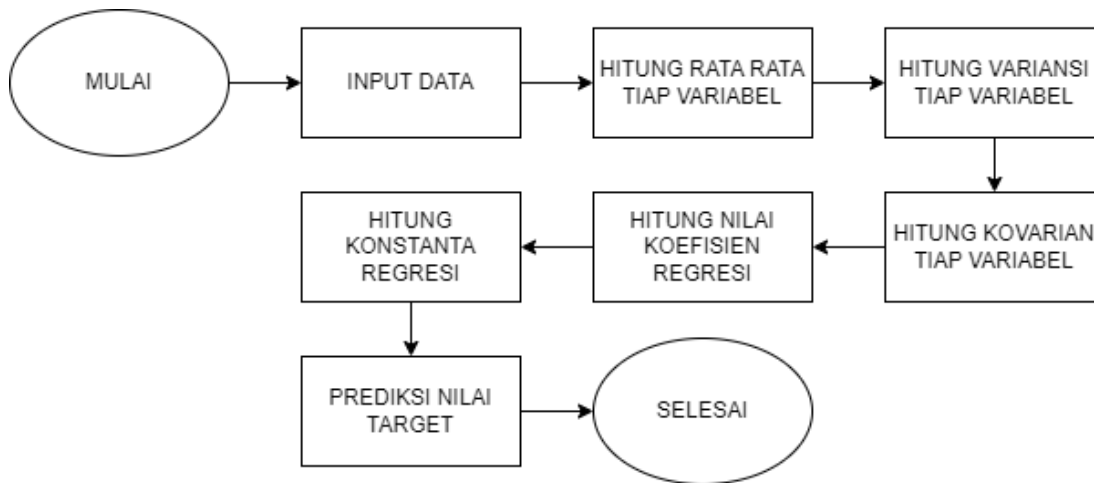 MULAI
INPUT DATA
HITUNG RATA RATA
TIAP VARIABEL
HITUNG VARIANSI
TIAP VARIABEL
HITUNG KOVARIAN
TIAP VARIABEL
HITUNG NILAI
KOEFISIEN
REGRESI
HITUNG
KONSTANTA
REGRESI
PREDIKSI NILAI
TARGET
SELESAI